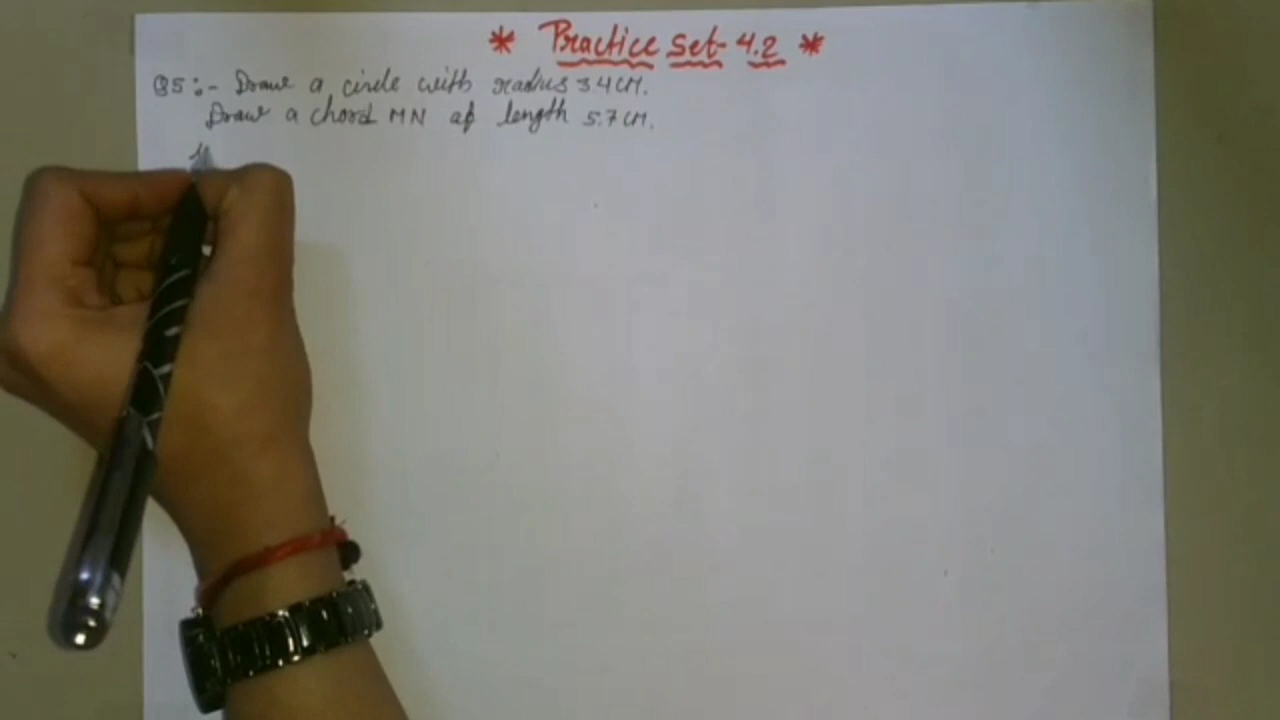 * Practice Set- 4.2 *
Q5:- Draw a circle with radius 3.4 CM.
Draw a chord MN of length 5.7 CM.